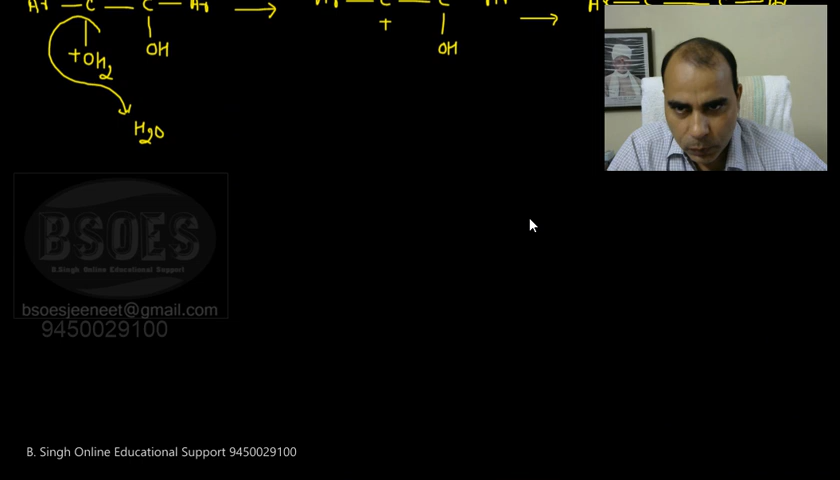 C C
OH
+OH2
H2O
+
OH
BSOES
B.Singh Online Educational Support
bsoesjeeneet@gmail.com
9450029100
B. Singh Online Educational Support 9450029100